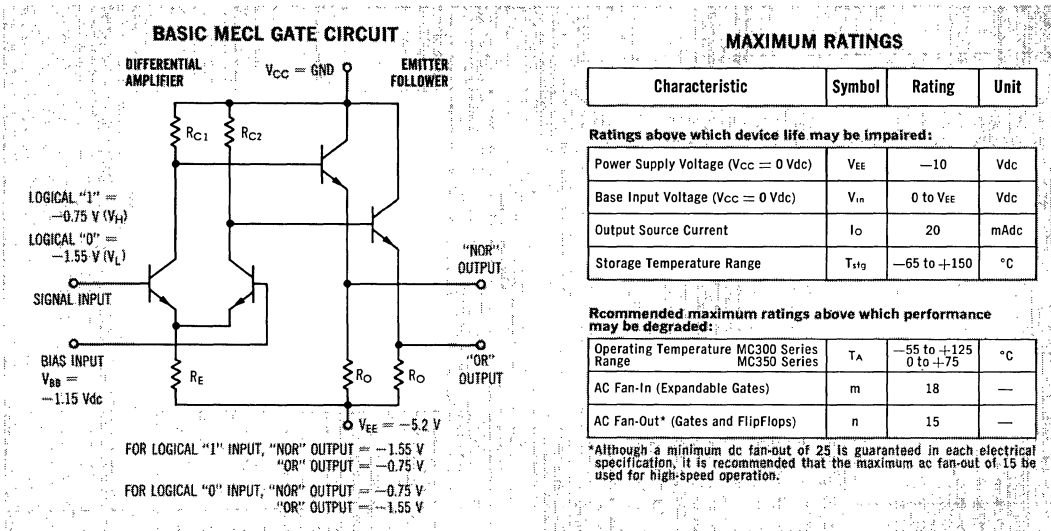 BASIC MECL GATE CIRCUIT
DIFFERENTIAL
AMPLIFIER
VCC = GND
EMITTER
FOLLOWER
RC1
RC2
LOGICAL "1" =
—0.75 V (VH)
LOGICAL "0" =
—1.55 V (VL)
SIGNAL INPUT
"NOR"
OUTPUT
BIAS INPUT
VBB =
—1.15 Vdc
RE
RO
RO
"OR"
OUTPUT
VEE = —5.2 V
FOR LOGICAL "1" INPUT, "NOR" OUTPUT = —1.55 V
"OR" OUTPUT = —0.75 V
FOR LOGICAL "0" INPUT, "NOR" OUTPUT = —0.75 V
"OR" OUTPUT = —1.55 V
MAXIMUM RATINGS
Characteristic Symbol Rating Unit
Ratings above which device life may be impaired:
Power Supply Voltage (VCC = 0 Vdc) VEE —10 Vdc
Base Input Voltage (VCC = 0 Vdc) Vin 0 to VEE Vdc
Output Source Current IO 20 mAdc
Storage Temperature Range Tstg —65 to +150 °C
Rcommended maximum ratings above which performance
may be degraded:
Operating Temperature MC300 Series TA —55 to +125 °C
Range MC350 Series 0 to +75
AC Fan-In (Expandable Gates) m 18 —
AC Fan-Out* (Gates and FlipFlops) n 15 —
*Although a minimum dc fan-out of 25 is guaranteed in each electrical
specification, it is recommended that the maximum ac fan-out of 15 be
used for high-speed operation.